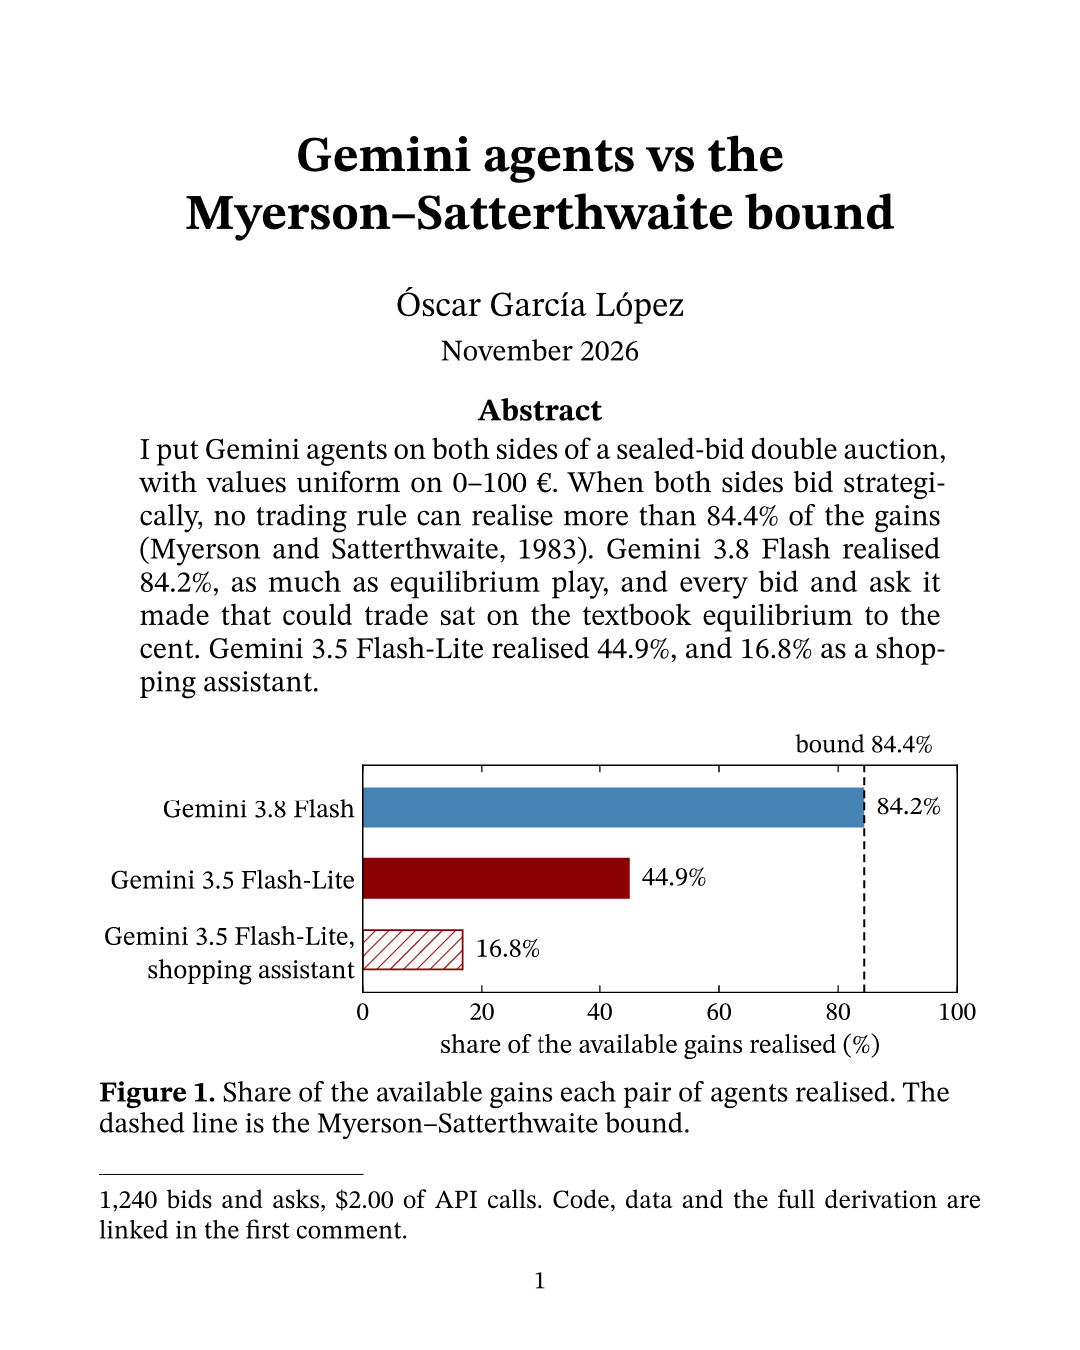 Gemini agents vs the
Myerson–Satterthwaite bound
Óscar García López
November 2026
Abstract
I put Gemini agents on both sides of a sealed-bid double auction,
with values uniform on 0–100 €. When both sides bid strategi-
cally, no trading rule can realise more than 84.4% of the gains
(Myerson and Satterthwaite, 1983). Gemini 3.8 Flash realised
84.2%, as much as equilibrium play, and every bid and ask it
made that could trade sat on the textbook equilibrium to the
cent. Gemini 3.5 Flash-Lite realised 44.9%, and 16.8% as a shop-
ping assistant.
bound 84.4%
Gemini 3.8 Flash
84.2%
Gemini 3.5 Flash-Lite
44.9%
Gemini 3.5 Flash-Lite,
shopping assistant
16.8%
0 20 40 60 80 100
share of the available gains realised (%)
Figure 1. Share of the available gains each pair of agents realised. The
dashed line is the Myerson–Satterthwaite bound.
1,240 bids and asks, $2.00 of API calls. Code, data and the full derivation are
linked in the first comment.
1